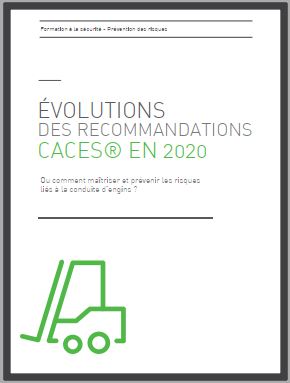 Formation à la sécurité - Prévention des risques
ÉVOLUTIONS
DES RECOMMANDATIONS
CACES® EN 2020
Ou comment maîtriser et prévenir les risques
liés à la conduite d'engins ?